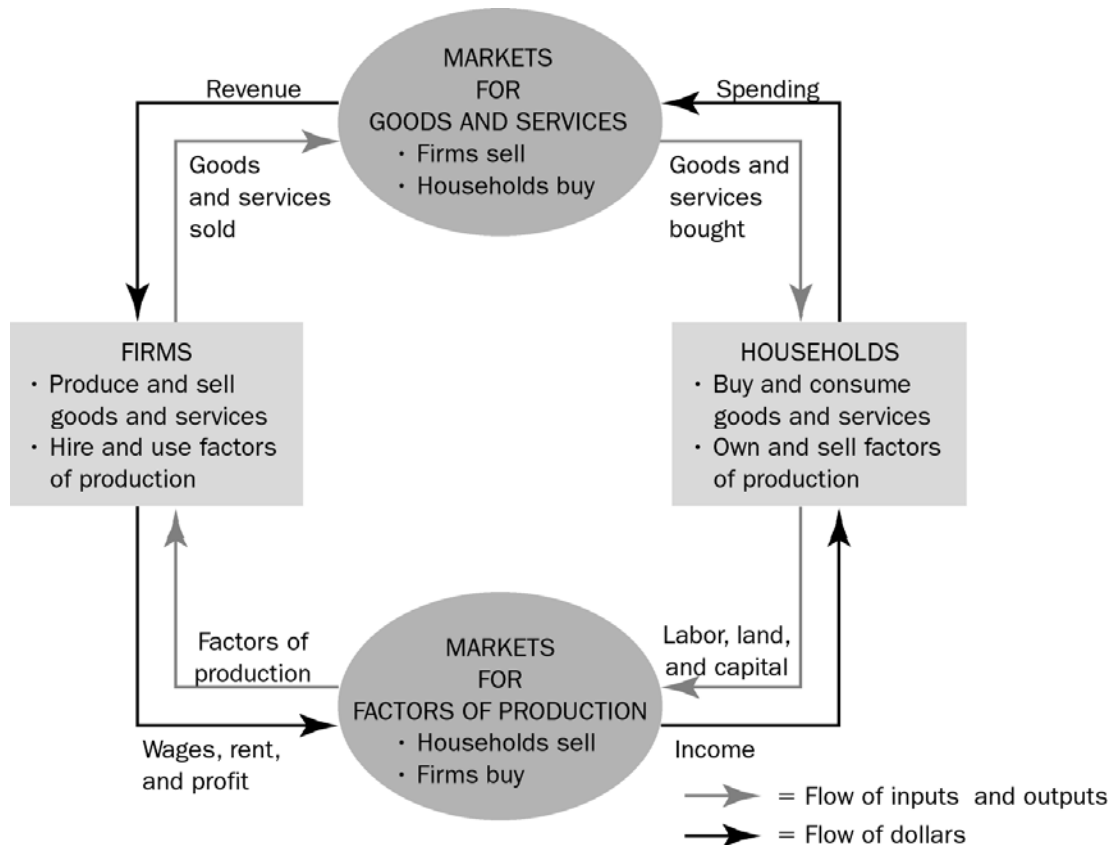 MARKETS
FOR
GOODS AND SERVICES
· Firms sell
· Households buy
Revenue
Spending
Goods
and services
sold
Goods and
services
bought
FIRMS
· Produce and sell
goods and services
· Hire and use factors
of production
HOUSEHOLDS
· Buy and consume
goods and services
· Own and sell factors
of production
Factors of
production
Labor, land,
and capital
MARKETS
FOR
FACTORS OF PRODUCTION
· Households sell
· Firms buy
Wages, rent,
and profit
Income
= Flow of inputs and outputs
= Flow of dollars